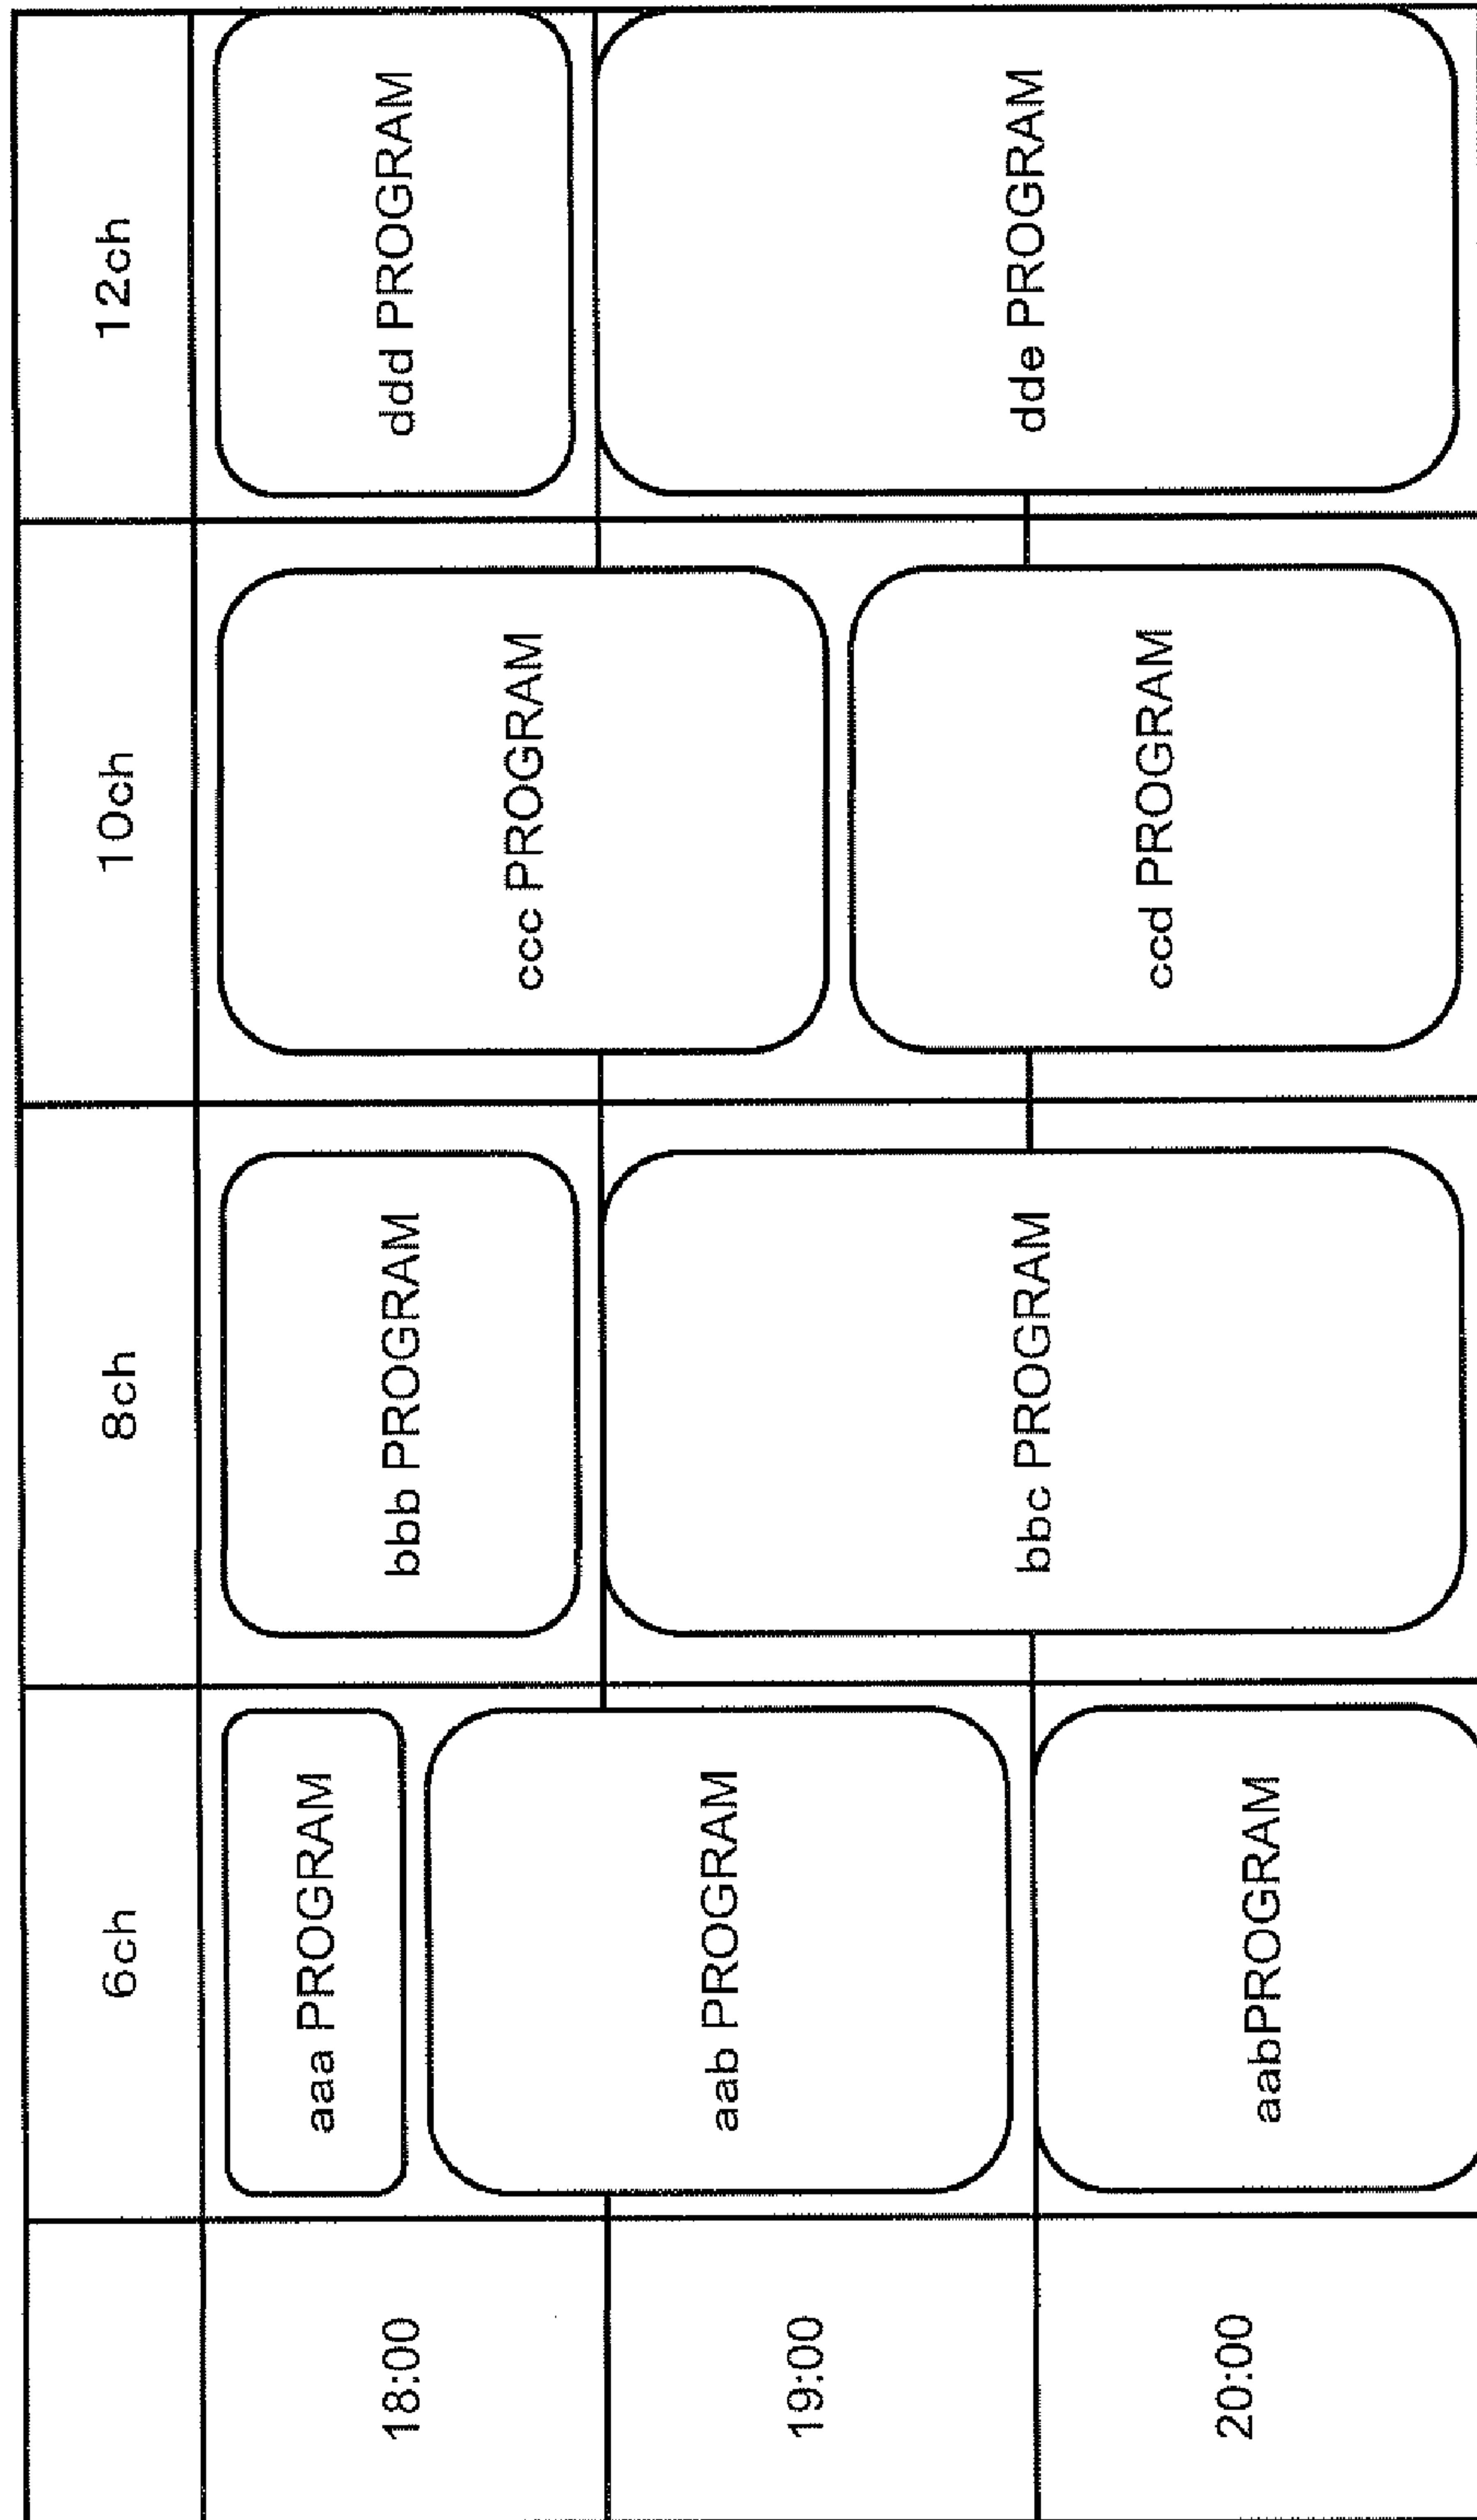 6ch
8ch
10ch
12ch
18:00
aaa PROGRAM
bbb PROGRAM
ccc PROGRAM
ddd PROGRAM
19:00
aab PROGRAM
bbc PROGRAM
dde PROGRAM
20:00
aabPROGRAM
ccd PROGRAM